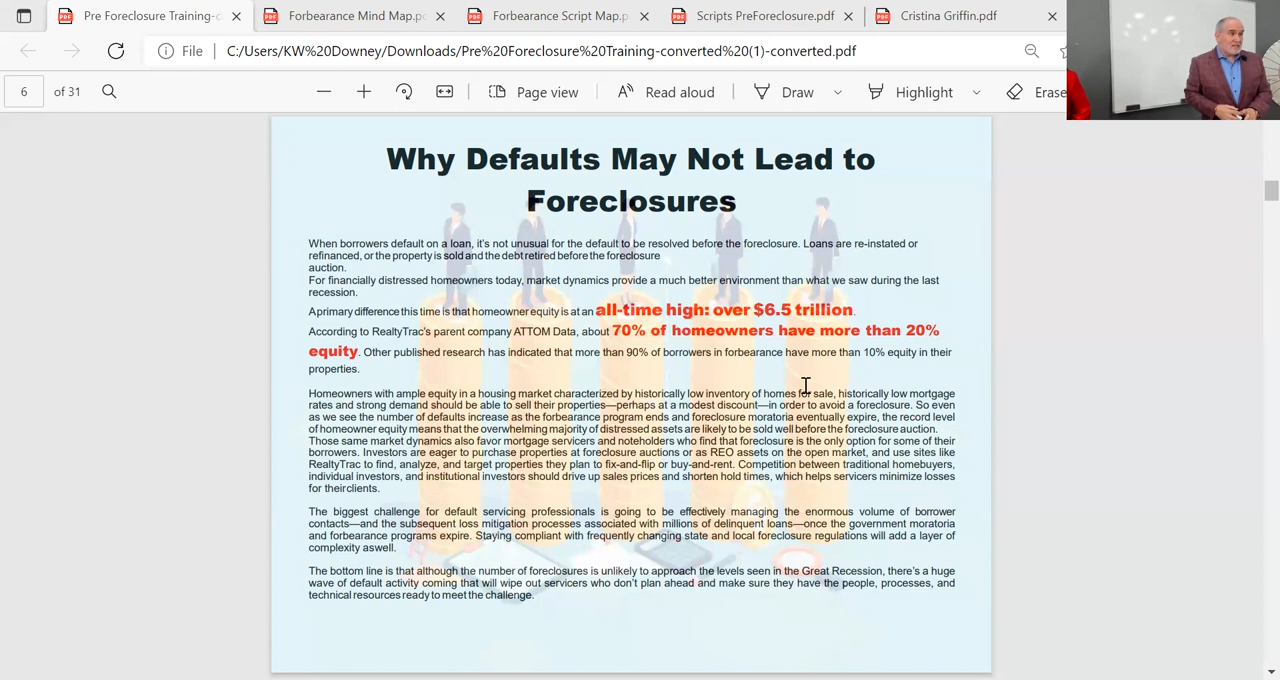 Pre Foreclosure Training-c
Forbearance Mind Map.pc
Forbearance Script Map.p
Scripts PreForeclosure.pdf
Cristina Griffin.pdf
File
C:/Users/KW%20Downey/Downloads/Pre%20Foreclosure%20Training-converted%20(1)-converted.pdf
6 of 31
Page view
Read aloud
Draw
Highlight
Erase
Why Defaults May Not Lead to
Foreclosures
When borrowers default on a loan, it's not unusual for the default to be resolved before the foreclosure. Loans are re-instated or
refinanced, or the property is sold and the debt retired before the foreclosure
auction.
For financially distressed homeowners today, market dynamics provide a much better environment than what we saw during the last
recession.
A primary difference this time is that homeowner equity is at an all-time high: over $6.5 trillion.
According to RealtyTrac's parent company ATTOM Data, about 70% of homeowners have more than 20%
equity. Other published research has indicated that more than 90% of borrowers in forbearance have more than 10% equity in their
properties.
Homeowners with ample equity in a housing market characterized by historically low inventory of homes for sale, historically low mortgage
rates and strong demand should be able to sell their properties—perhaps at a modest discount—in order to avoid a foreclosure. So even
as we see the number of defaults increase as the forbearance program ends and foreclosure moratoria eventually expire, the record level
of homeowner equity means that the overwhelming majority of distressed assets are likely to be sold well before the foreclosure auction.
Those same market dynamics also favor mortgage servicers and noteholders who find that foreclosure is the only option for some of their
borrowers. Investors are eager to purchase properties at foreclosure auctions or as REO assets on the open market, and use sites like
RealtyTrac to find, analyze, and target properties they plan to fix-and-flip or buy-and-rent. Competition between traditional homebuyers,
individual investors, and institutional investors should drive up sales prices and shorten hold times, which helps servicers minimize losses
for their clients.
The biggest challenge for default servicing professionals is going to be effectively managing the enormous volume of borrower
contacts—and the subsequent loss mitigation processes associated with millions of delinquent loans—once the government moratoria
and forbearance programs expire. Staying compliant with frequently changing state and local foreclosure regulations will add a layer of
complexity aswell.
The bottom line is that although the number of foreclosures is unlikely to approach the levels seen in the Great Recession, there's a huge
wave of default activity coming that will wipe out servicers who don't plan ahead and make sure they have the people, processes, and
technical resources ready to meet the challenge.